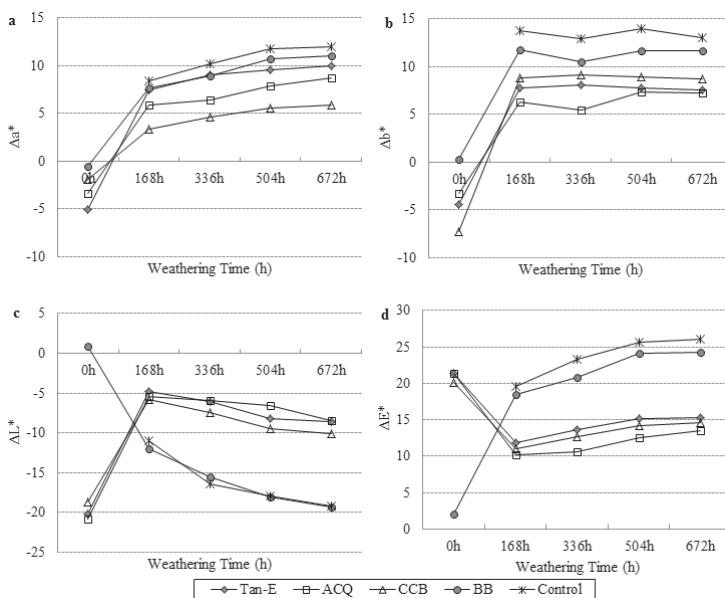 a
15
10
5
0
-5
-10
Δa*
0h 168h 336h 504h 672h
Weathering Time (h)
b
15
10
5
0
-5
-10
Δb*
0h 168h 336h 504h 672h
Weathering Time (h)
c
5
0
-5
-10
-15
-20
-25
ΔL*
0h 168h 336h 504h 672h
Weathering Time (h)
d
30
25
20
15
10
5
0
ΔE*
0h 168h 336h 504h 672h
Weathering Time (h)
Tan-E ACQ CCB BB Control